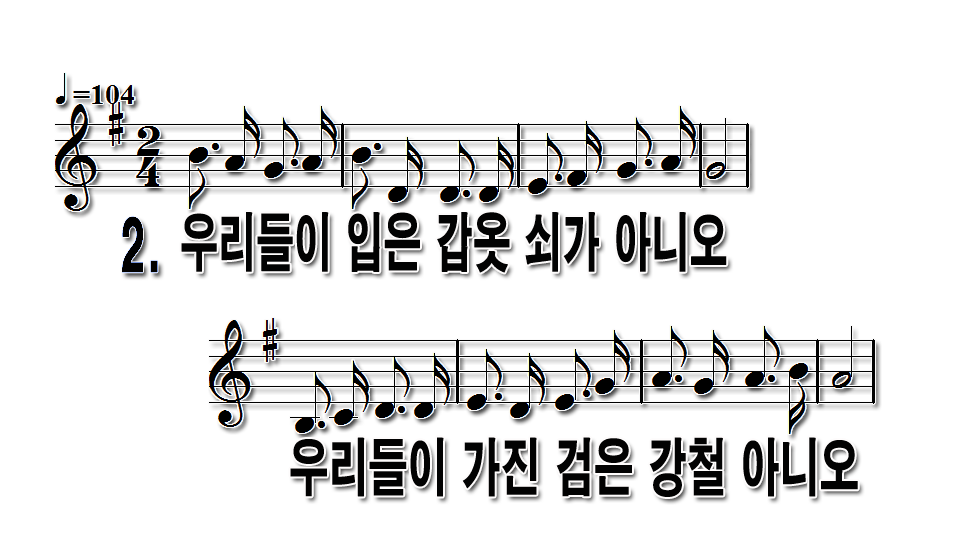 =104
2/4
2. 우리들이 입은 갑옷 쇠가 아니오
우리들이 가진 검은 강철 아니오